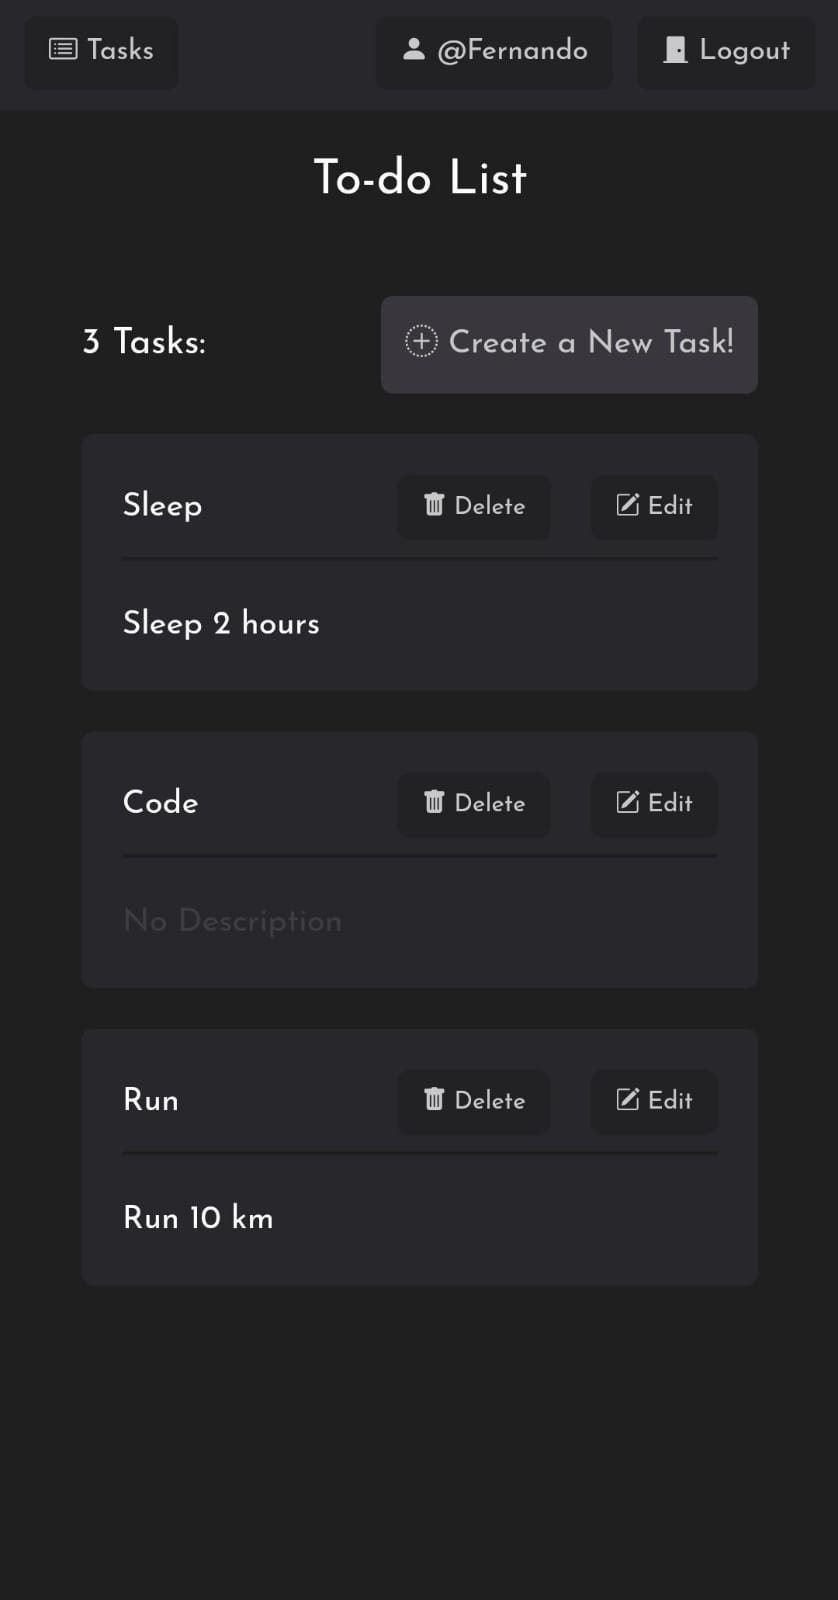 Tasks @Fernando Logout
To-do List
3 Tasks: Create a New Task!
Sleep Delete Edit
Sleep 2 hours
Code Delete Edit
No Description
Run Delete Edit
Run 10 km